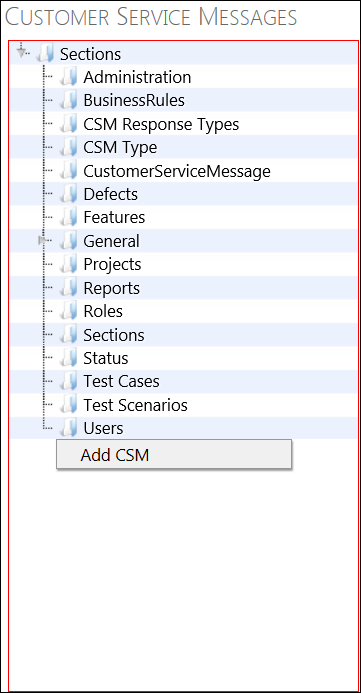 Customer Service Messages
Sections
Administration
BusinessRules
CSM Response Types
CSM Type
CustomerServiceMessage
Defects
Features
General
Projects
Reports
Roles
Sections
Status
Test Cases
Test Scenarios
Users
Add CSM